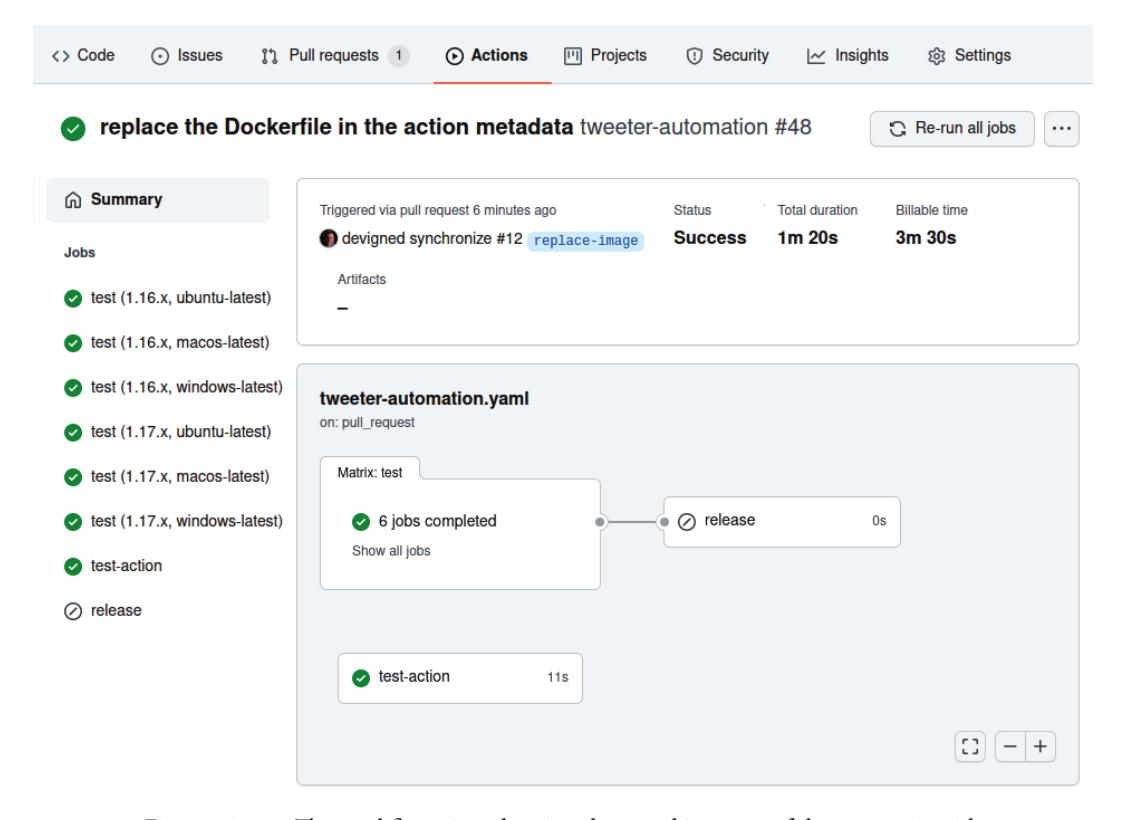 Code Issues Pull requests 1 Actions Projects Security Insights Settings
replace the Dockerfile in the action metadata tweeter-automation #48
Re-run all jobs
Summary
Jobs
test (1.16.x, ubuntu-latest)
test (1.16.x, macos-latest)
test (1.16.x, windows-latest)
test (1.17.x, ubuntu-latest)
test (1.17.x, macos-latest)
test (1.17.x, windows-latest)
test-action
release
Triggered via pull request 6 minutes ago
devigned synchronize #12 replace-image
Status
Success
Total duration
1m 20s
Billable time
3m 30s
Artifacts
–
tweeter-automation.yaml
on: pull_request
Matrix: test
6 jobs completed
Show all jobs
release 0s
test-action 11s